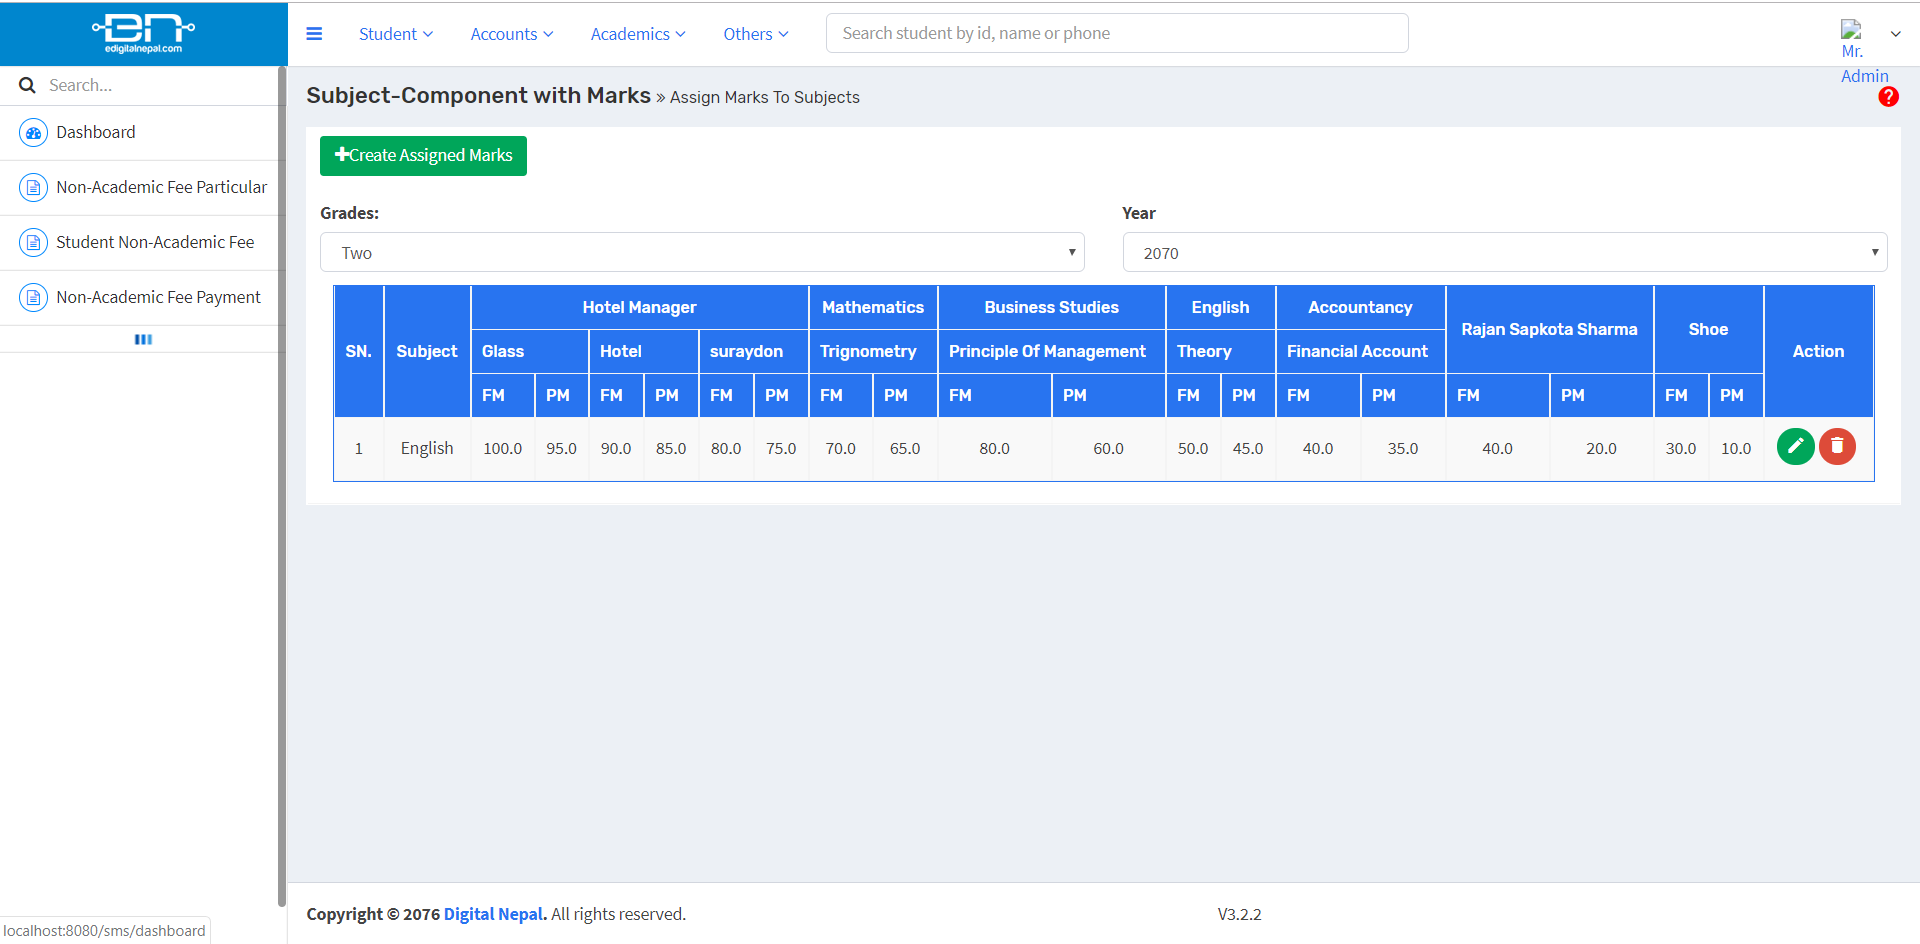 edigitalnepal.com
Student Accounts Academics Others Search student by id, name or phone
Mr.
Admin
Search...
Dashboard
Non-Academic Fee Particular
Student Non-Academic Fee
Non-Academic Fee Payment
Subject-Component with Marks » Assign Marks To Subjects
?
Create Assigned Marks
Grades: Year
Two 2070
SN. Subject Hotel Manager Mathematics Business Studies English Accountancy Rajan Sapkota Sharma Shoe Action
Glass Hotel suraydon Trignometry Principle Of Management Theory Financial Account
FM PM FM PM FM PM FM PM FM PM FM PM FM PM FM PM FM PM
1 English 100.0 95.0 90.0 85.0 80.0 75.0 70.0 65.0 80.0 60.0 50.0 45.0 40.0 35.0 40.0 20.0 30.0 10.0
Copyright © 2076 Digital Nepal. All rights reserved. V3.2.2
localhost:8080/sms/dashboard